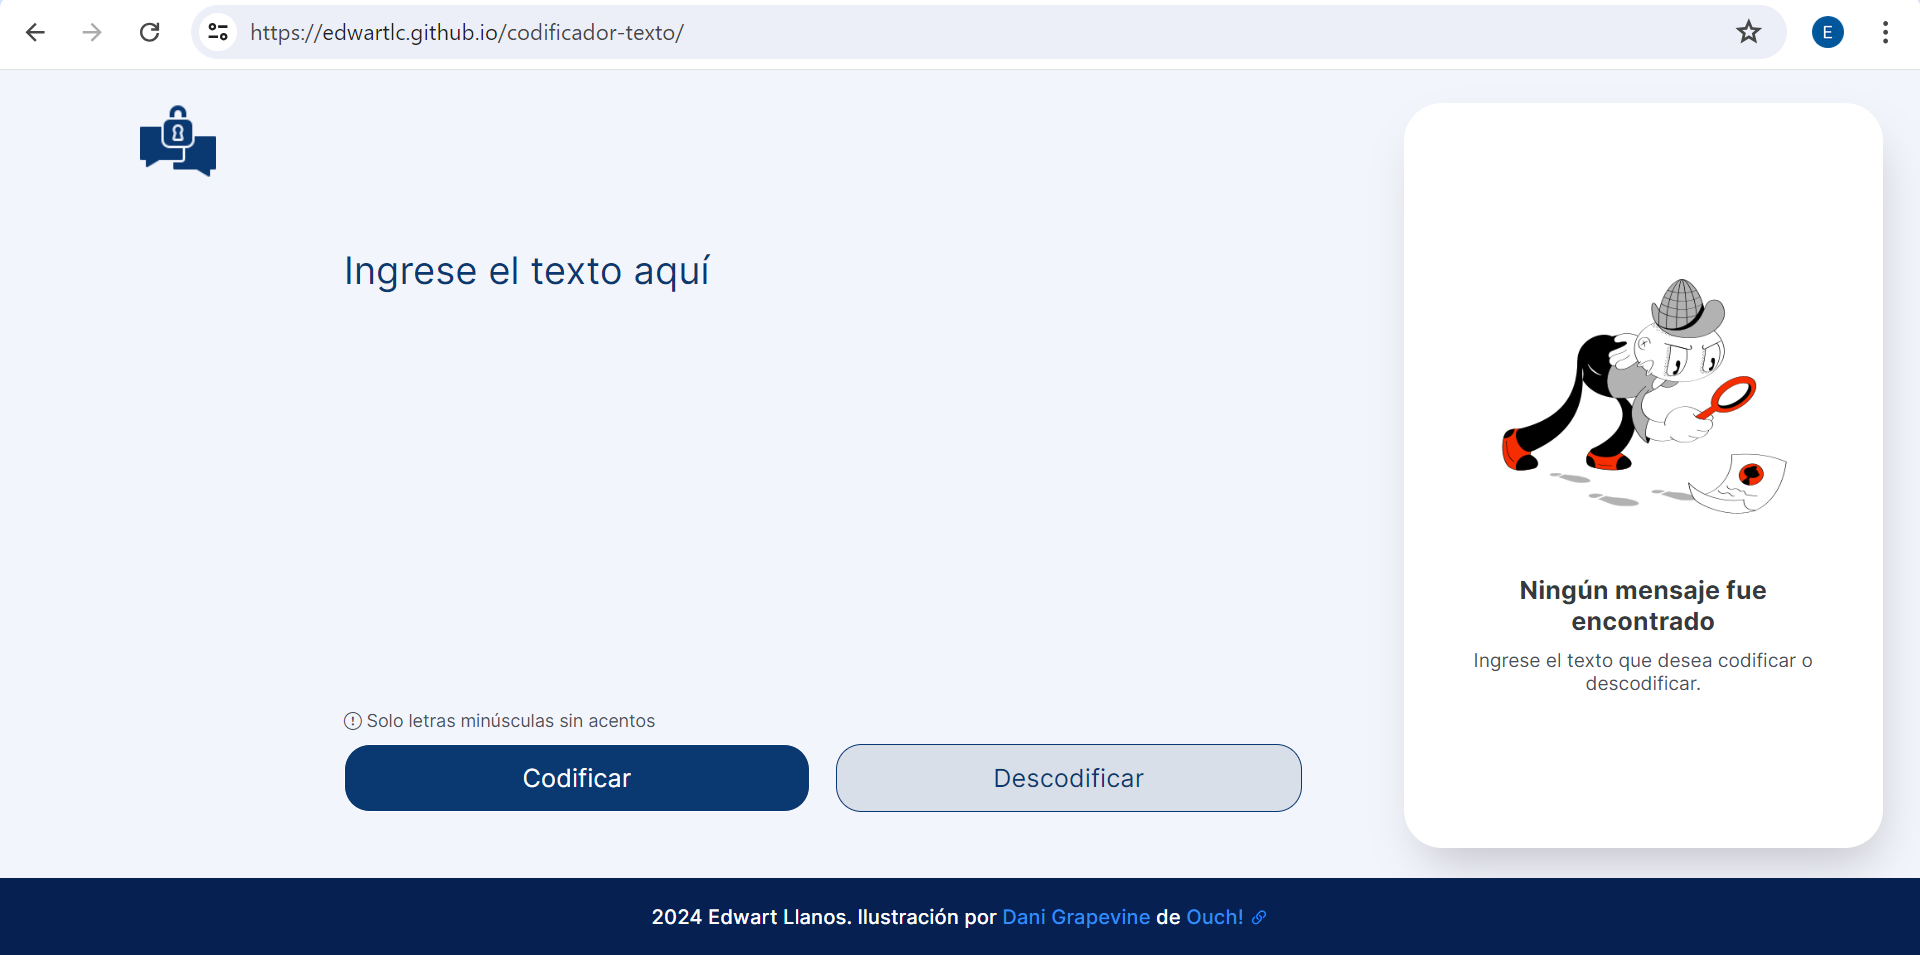 https://edwartlc.github.io/codificador-texto/
E
Ingrese el texto aquí
Ningún mensaje fue
encontrado
Ingrese el texto que desea codificar o
descodificar.
Solo letras minúsculas sin acentos
Codificar
Descodificar
2024 Edwart Llanos. Ilustración por Dani Grapevine de Ouch!